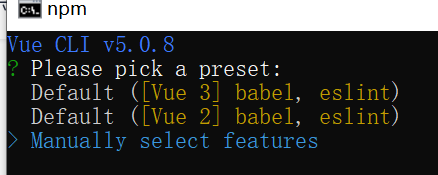 npm
Vue CLI v5.0.8
? Please pick a preset:
Default ([Vue 3] babel, eslint)
Default ([Vue 2] babel, eslint)
> Manually select features